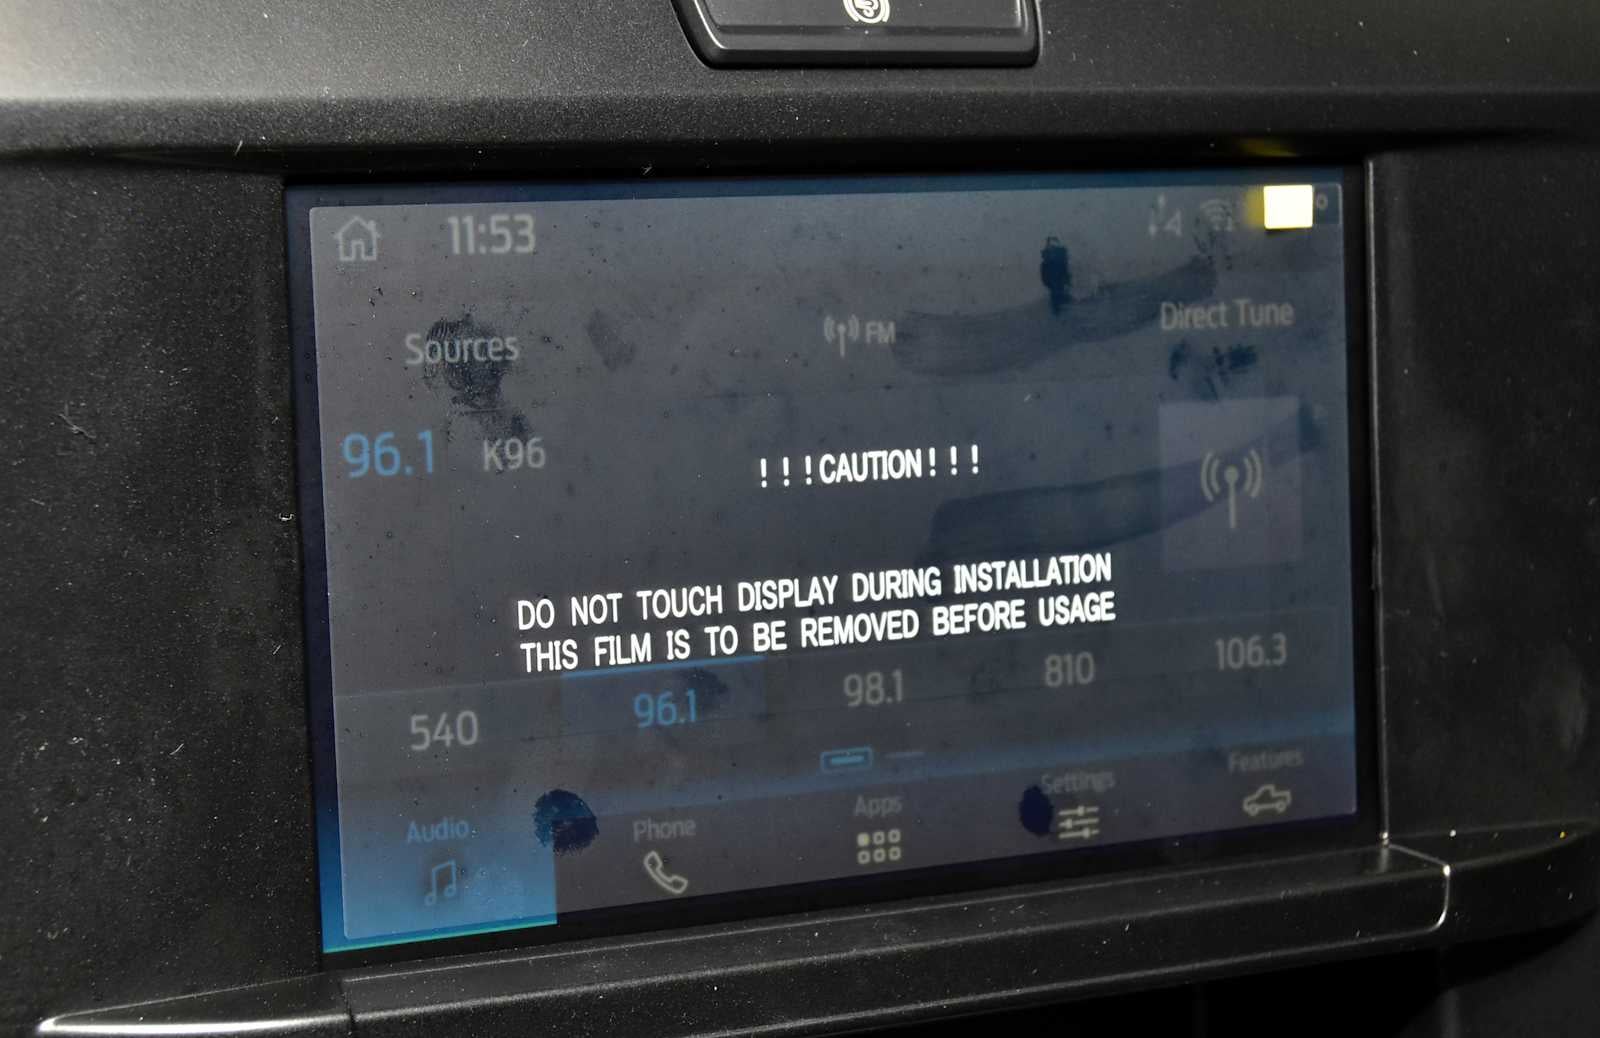 11:53
Sources
FM
Direct Tune
96.1 K96
!!!CAUTION!!!
DO NOT TOUCH DISPLAY DURING INSTALLATION
THIS FILM IS TO BE REMOVED BEFORE USAGE
540
96.1
98.1
810
106.3
Audio
Phone
Apps
Settings
Features